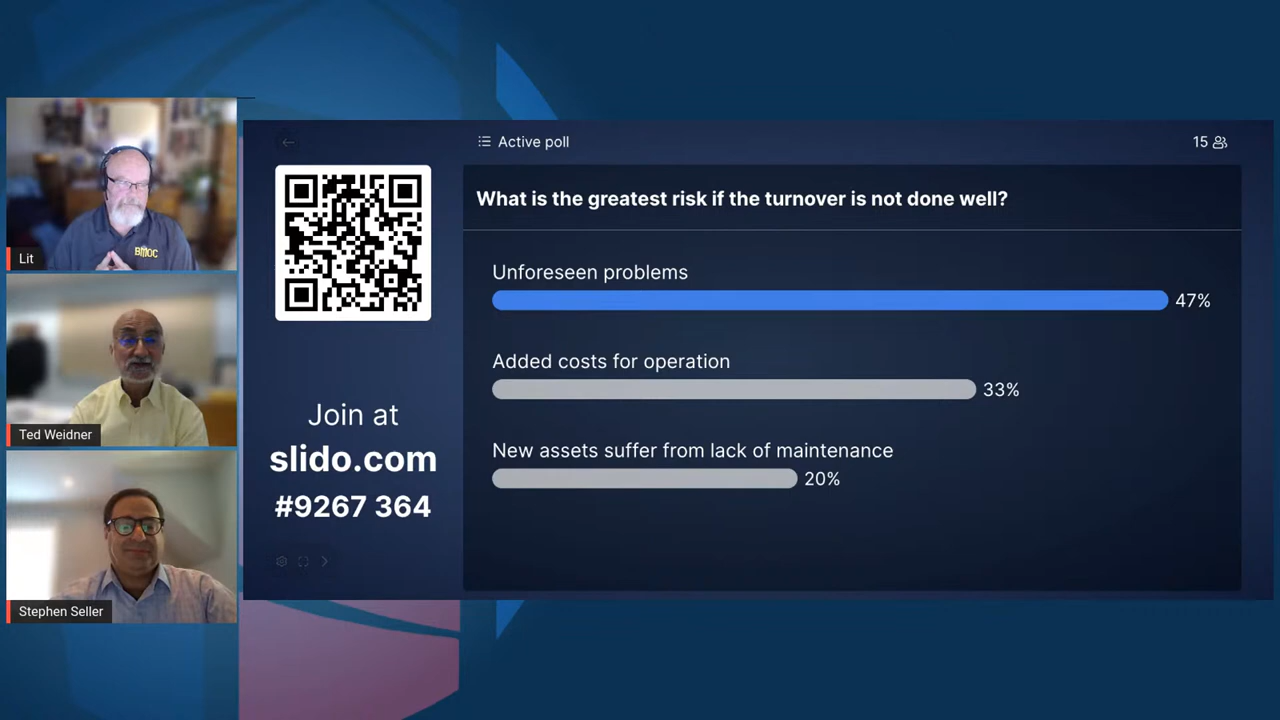 BMOC
Lit
Ted Weidner
Stephen Seller
Join at
slido.com
#9267 364
Active poll
15
What is the greatest risk if the turnover is not done well?
Unforeseen problems
47%
Added costs for operation
33%
New assets suffer from lack of maintenance
20%